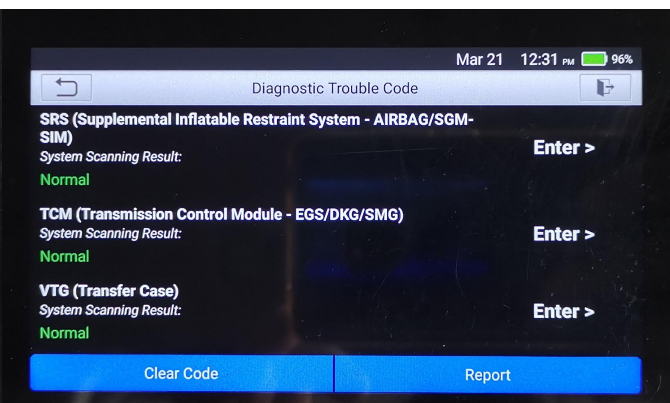 Mar 21 12:31 PM 96%
Diagnostic Trouble Code
SRS (Supplemental Inflatable Restraint System - AIRBAG/SGM-
SIM)
System Scanning Result:
Enter >
Normal
TCM (Transmission Control Module - EGS/DKG/SMG)
System Scanning Result:
Enter >
Normal
VTG (Transfer Case)
System Scanning Result:
Enter >
Normal
Clear Code
Report